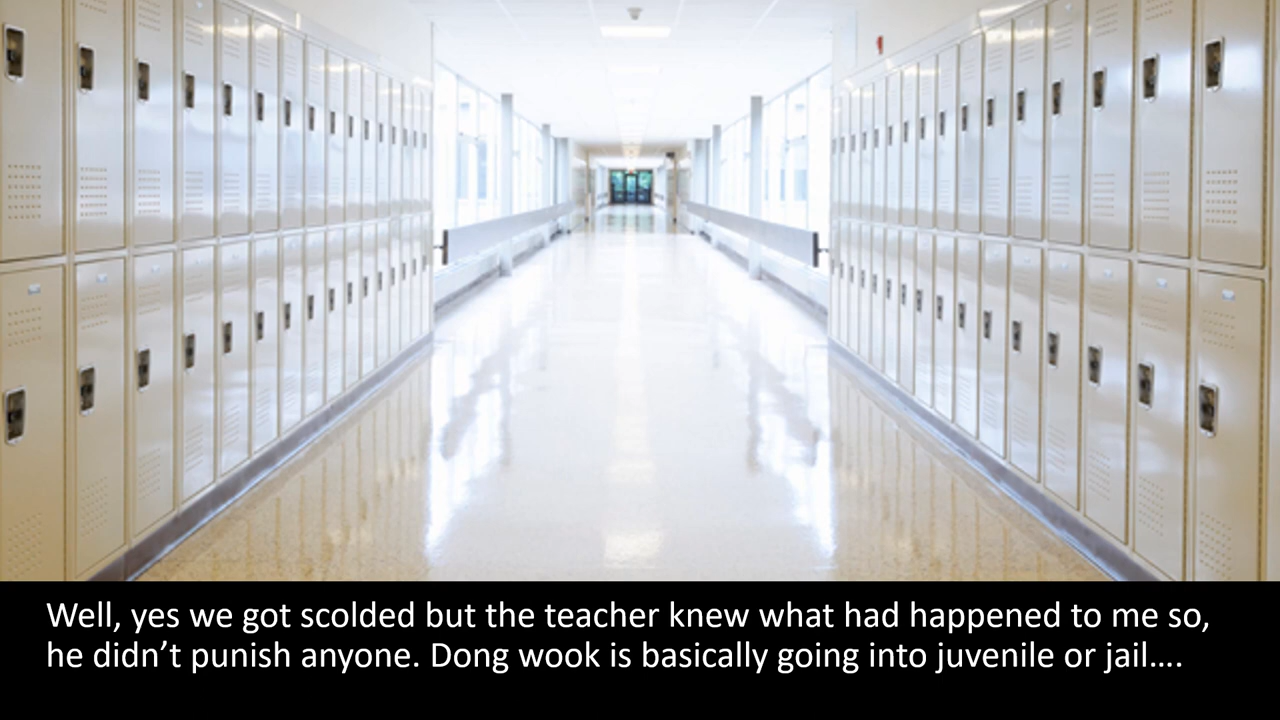 Well, yes we got scolded but the teacher knew what had happened to me so,
he didn’t punish anyone. Dong wook is basically going into juvenile or jail….